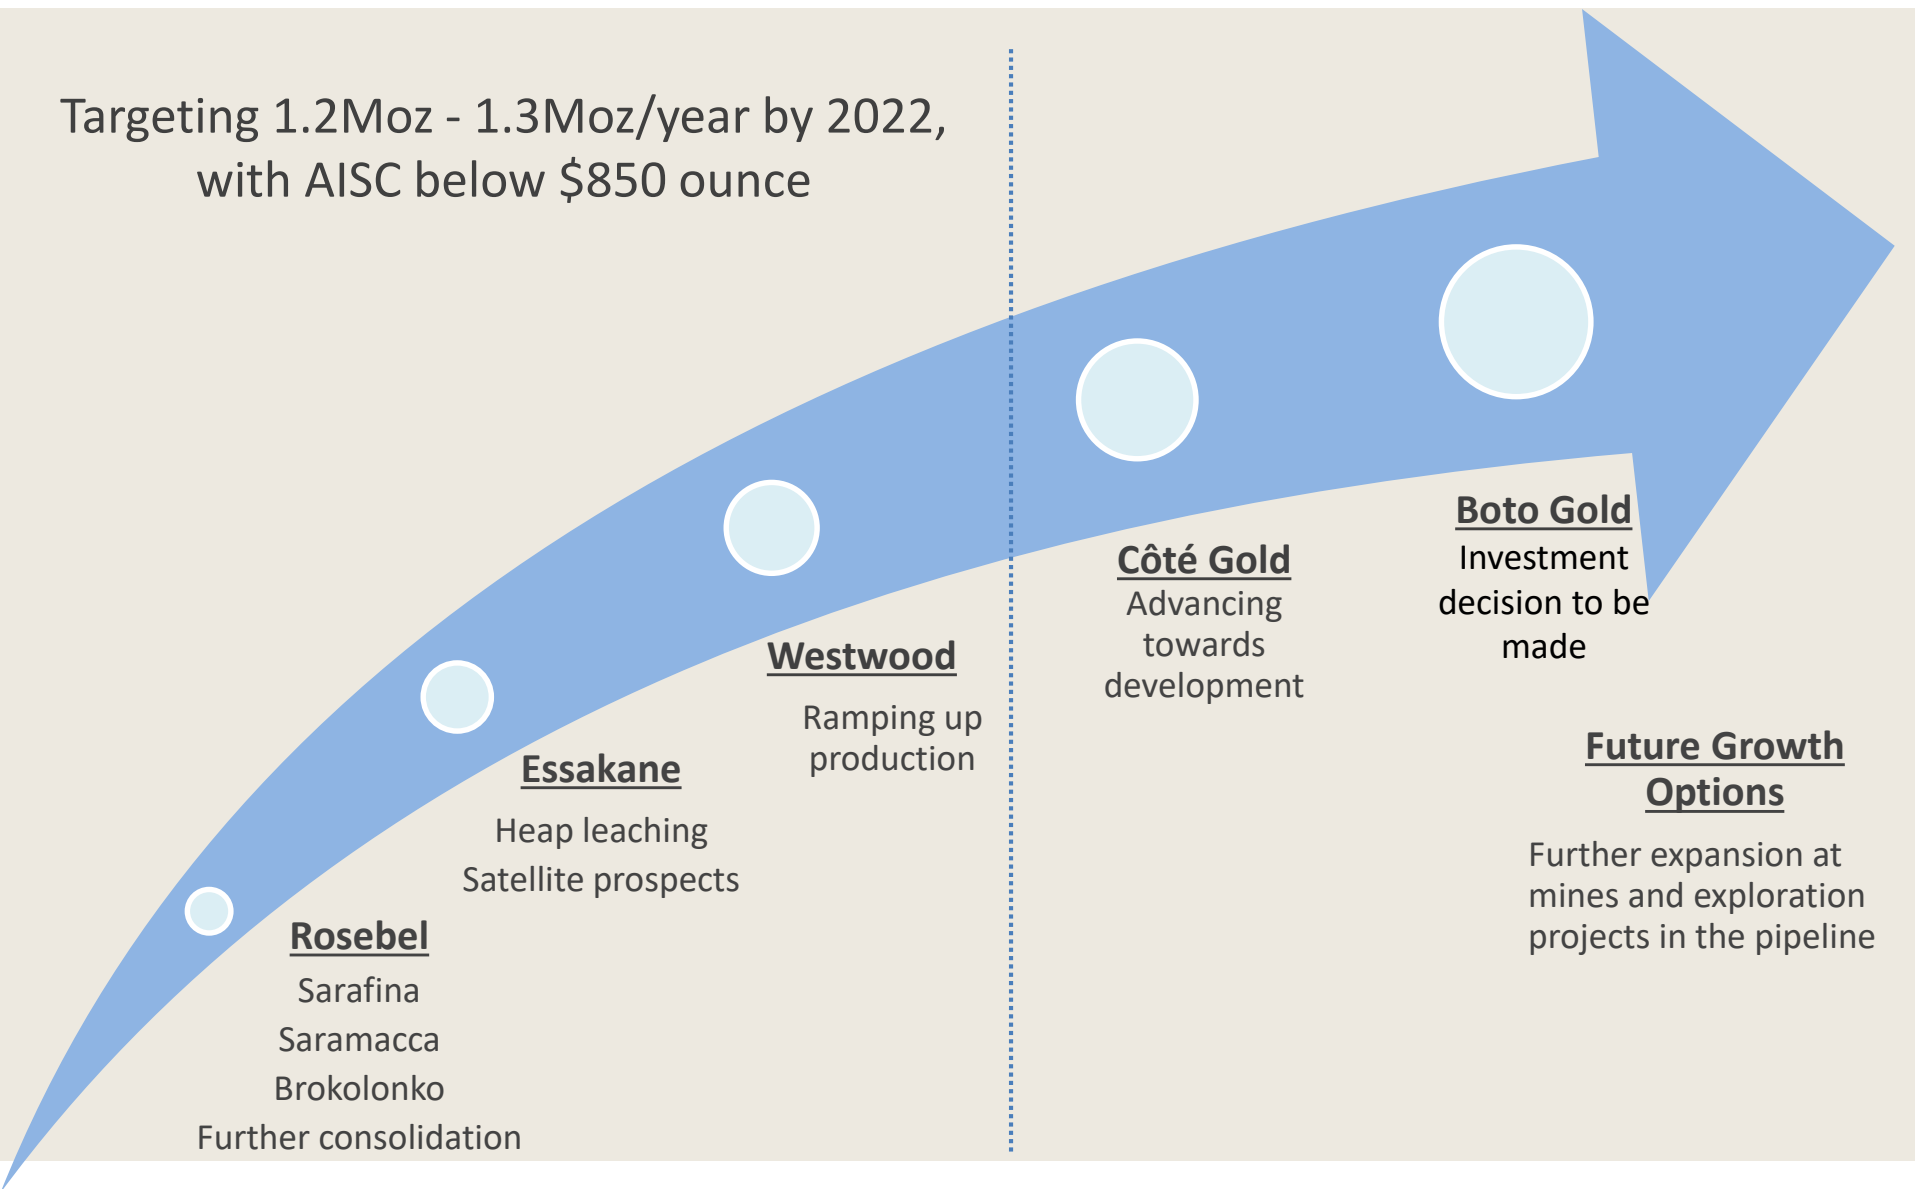 Targeting 1.2Moz - 1.3Moz/year by 2022,
with AISC below $850 ounce
Rosebel
Sarafina
Saramacca
Brokolonko
Further consolidation
Essakane
Heap leaching
Satellite prospects
Westwood
Ramping up
production
Côté Gold
Advancing
towards
development
Boto Gold
Investment
decision to be
made
Future Growth
Options
Further expansion at
mines and exploration
projects in the pipeline